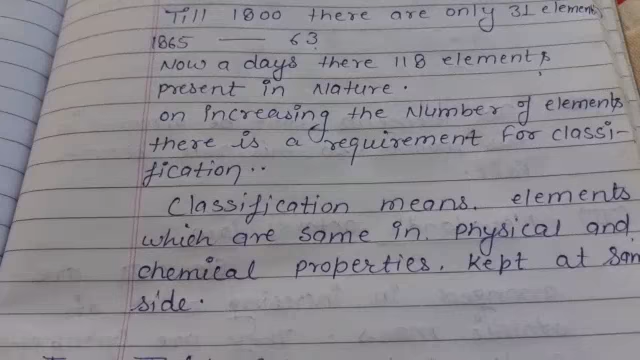 Till 1800 there are only 31 element
1865 — 63
Now a days there 118 elements
present in Nature.
on increasing the Number of elements
there is a requirement for classi-
fication..
Classification means. elements
which are same in physical and
chemical properties. kept at sam
side.